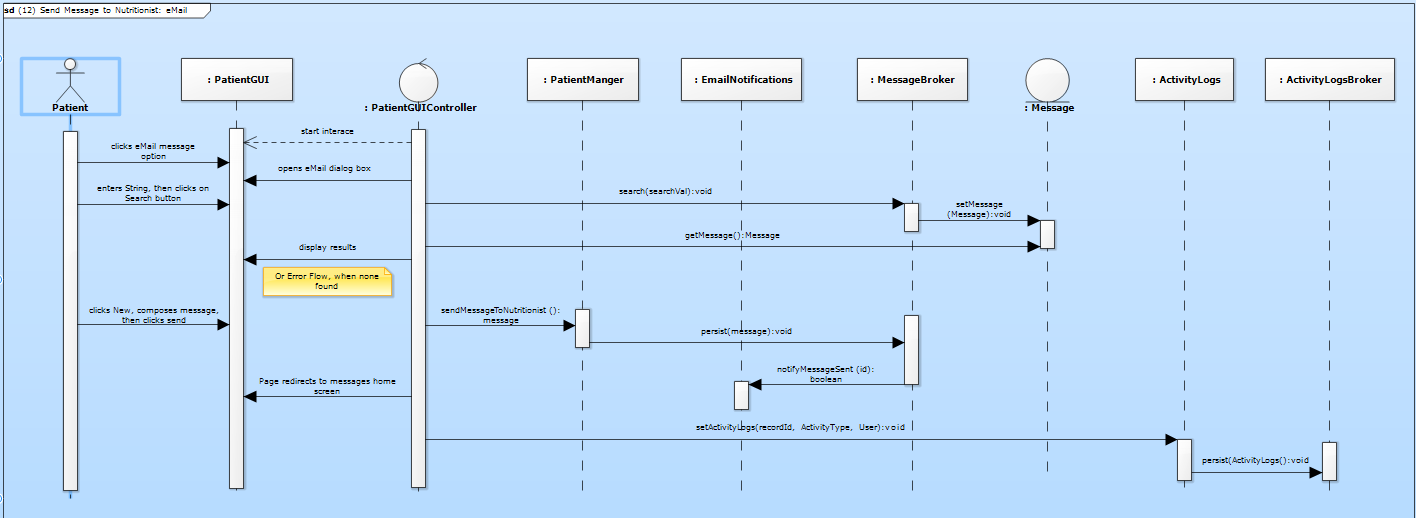 sd (12) Send Message to Nutritionist: eMail
Patient
: PatientGUI
: PatientGUIController
: PatientManger
: EmailNotifications
: MessageBroker
: Message
: ActivityLogs
: ActivityLogsBroker
start interace
clicks eMail message
option
opens eMail dialog box
enters String, then clicks on
Search button
search(searchVal):void
setMessage
(Message):void
getMessage():Message
display results
Or Error Flow, when none
found
clicks New, composes message,
then clicks send
sendMessageToNutritionist ():
message
persist(message):void
notifyMessageSent (id):
boolean
Page redirects to messages home
screen
setActivityLogs(recordId, ActivityType, User):void
persist(ActivityLogs():void